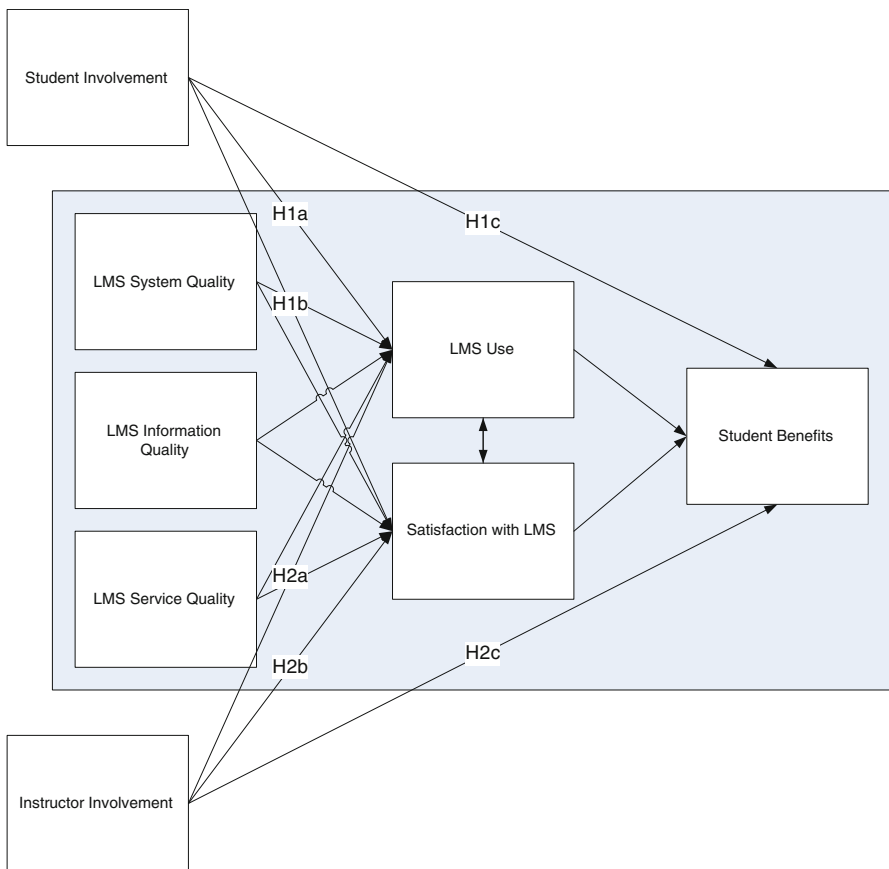 Student Involvement
H1a
H1c
LMS System Quality
H1b
LMS Use
LMS Information
Quality
Student Benefits
Satisfaction with LMS
LMS Service Quality
H2a
H2b
H2c
Instructor Involvement